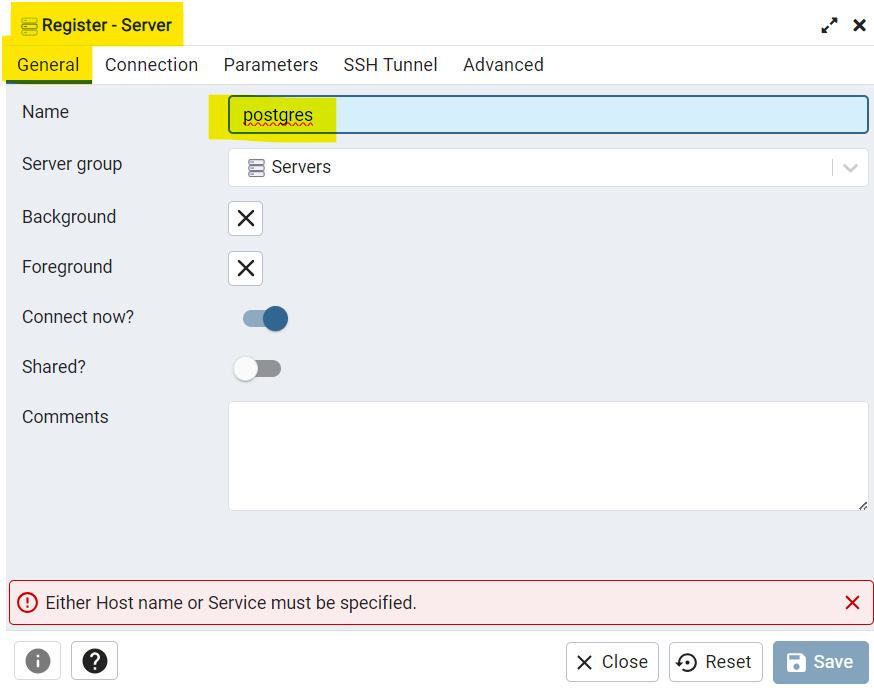 Register - Server
General Connection Parameters SSH Tunnel Advanced
Name postgres
Server group Servers
Background
Foreground
Connect now?
Shared?
Comments
Either Host name or Service must be specified.
Close Reset Save